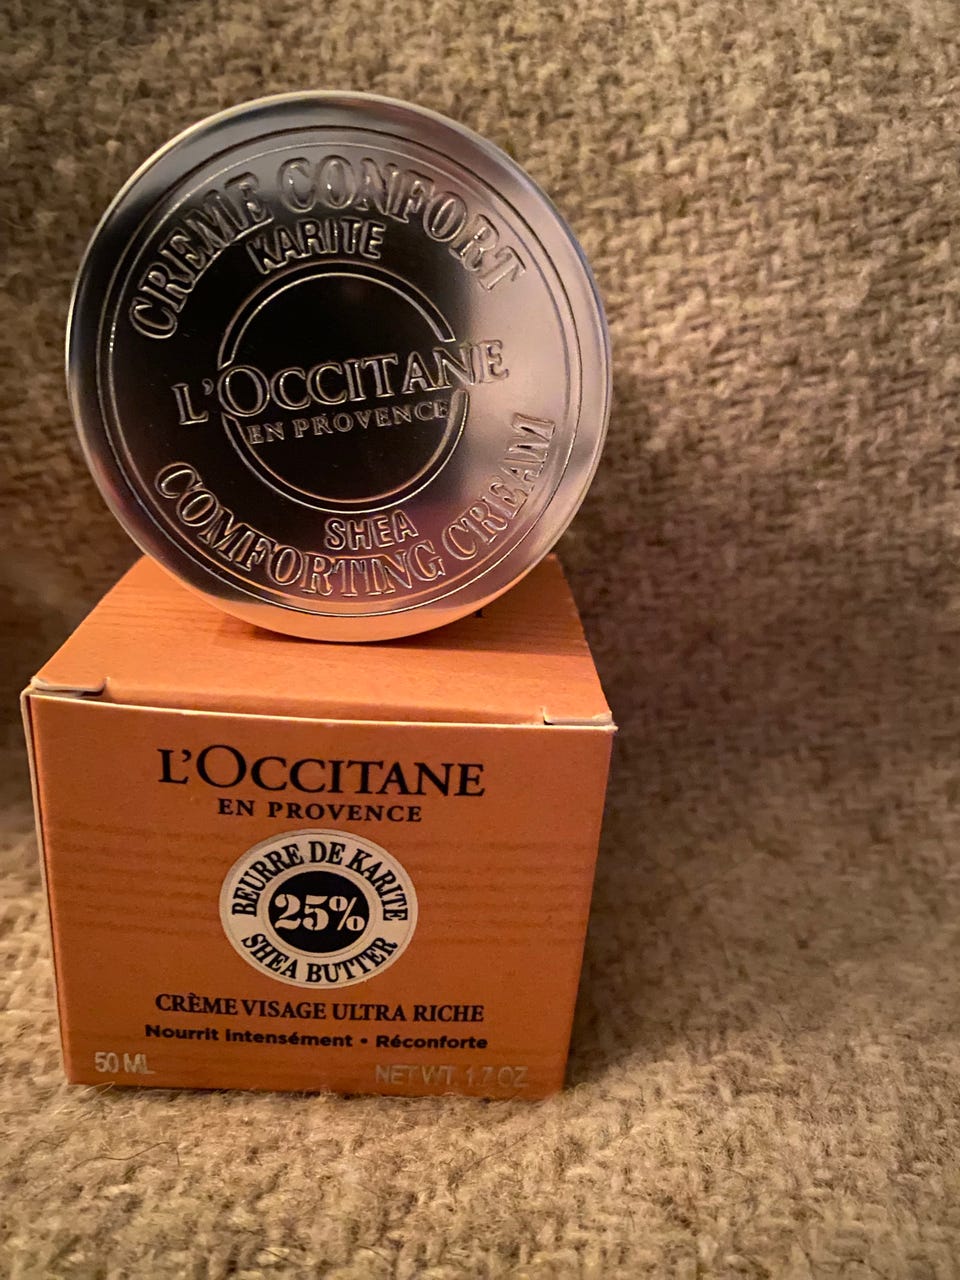 CREME CONFORT
KARITE
L'OCCITANE
EN PROVENCE
SHEA
COMFORTING CREAM
L'OCCITANE
EN PROVENCE
BEURRE DE KARITE
25%
SHEA BUTTER
CRÈME VISAGE ULTRA RICHE
Nourrit intensément • Réconforte
50 ML NET WT. 1.7 OZ